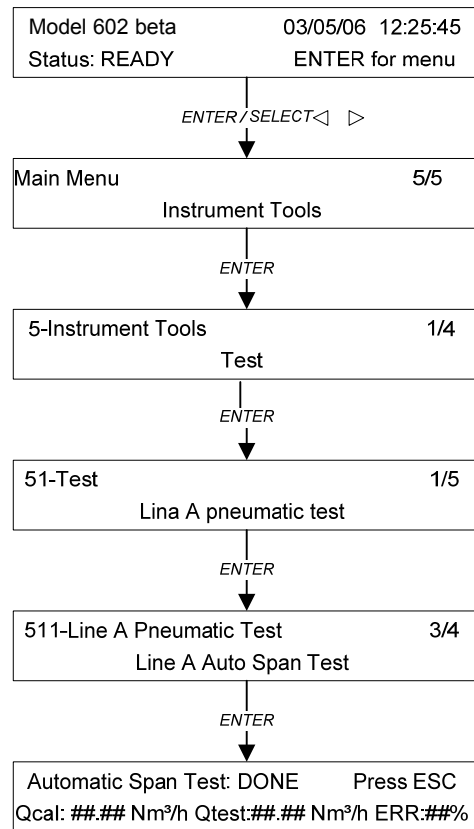 Model 602 beta 03/05/06 12:25:45
Status: READY ENTER for menu
ENTER/SELECT◁ ▷
Main Menu 5/5
Instrument Tools
ENTER
5-Instrument Tools 1/4
Test
ENTER
51-Test 1/5
Lina A pneumatic test
ENTER
511-Line A Pneumatic Test 3/4
Line A Auto Span Test
ENTER
Automatic Span Test: DONE Press ESC
Qcal: ##.## Nm³/h Qtest:##.## Nm³/h ERR:##%